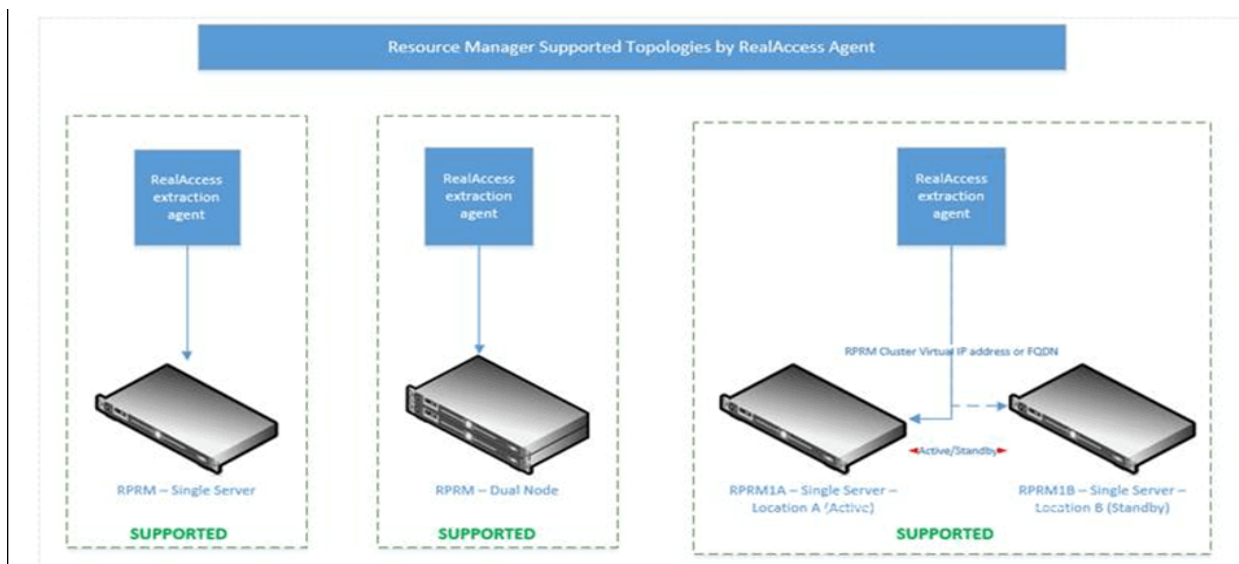 Resource Manager Supported Topologies by RealAccess Agent
RealAccess
extraction
agent
RPRM – Single Server
SUPPORTED
RealAccess
extraction
agent
RPRM – Dual Node
SUPPORTED
RealAccess
extraction
agent
RPRM Cluster Virtual IP address or FQDN
Active/Standby
RPRM1A – Single Server –
Location A (Active)
RPRM1B – Single Server –
Location B (Standby)
SUPPORTED